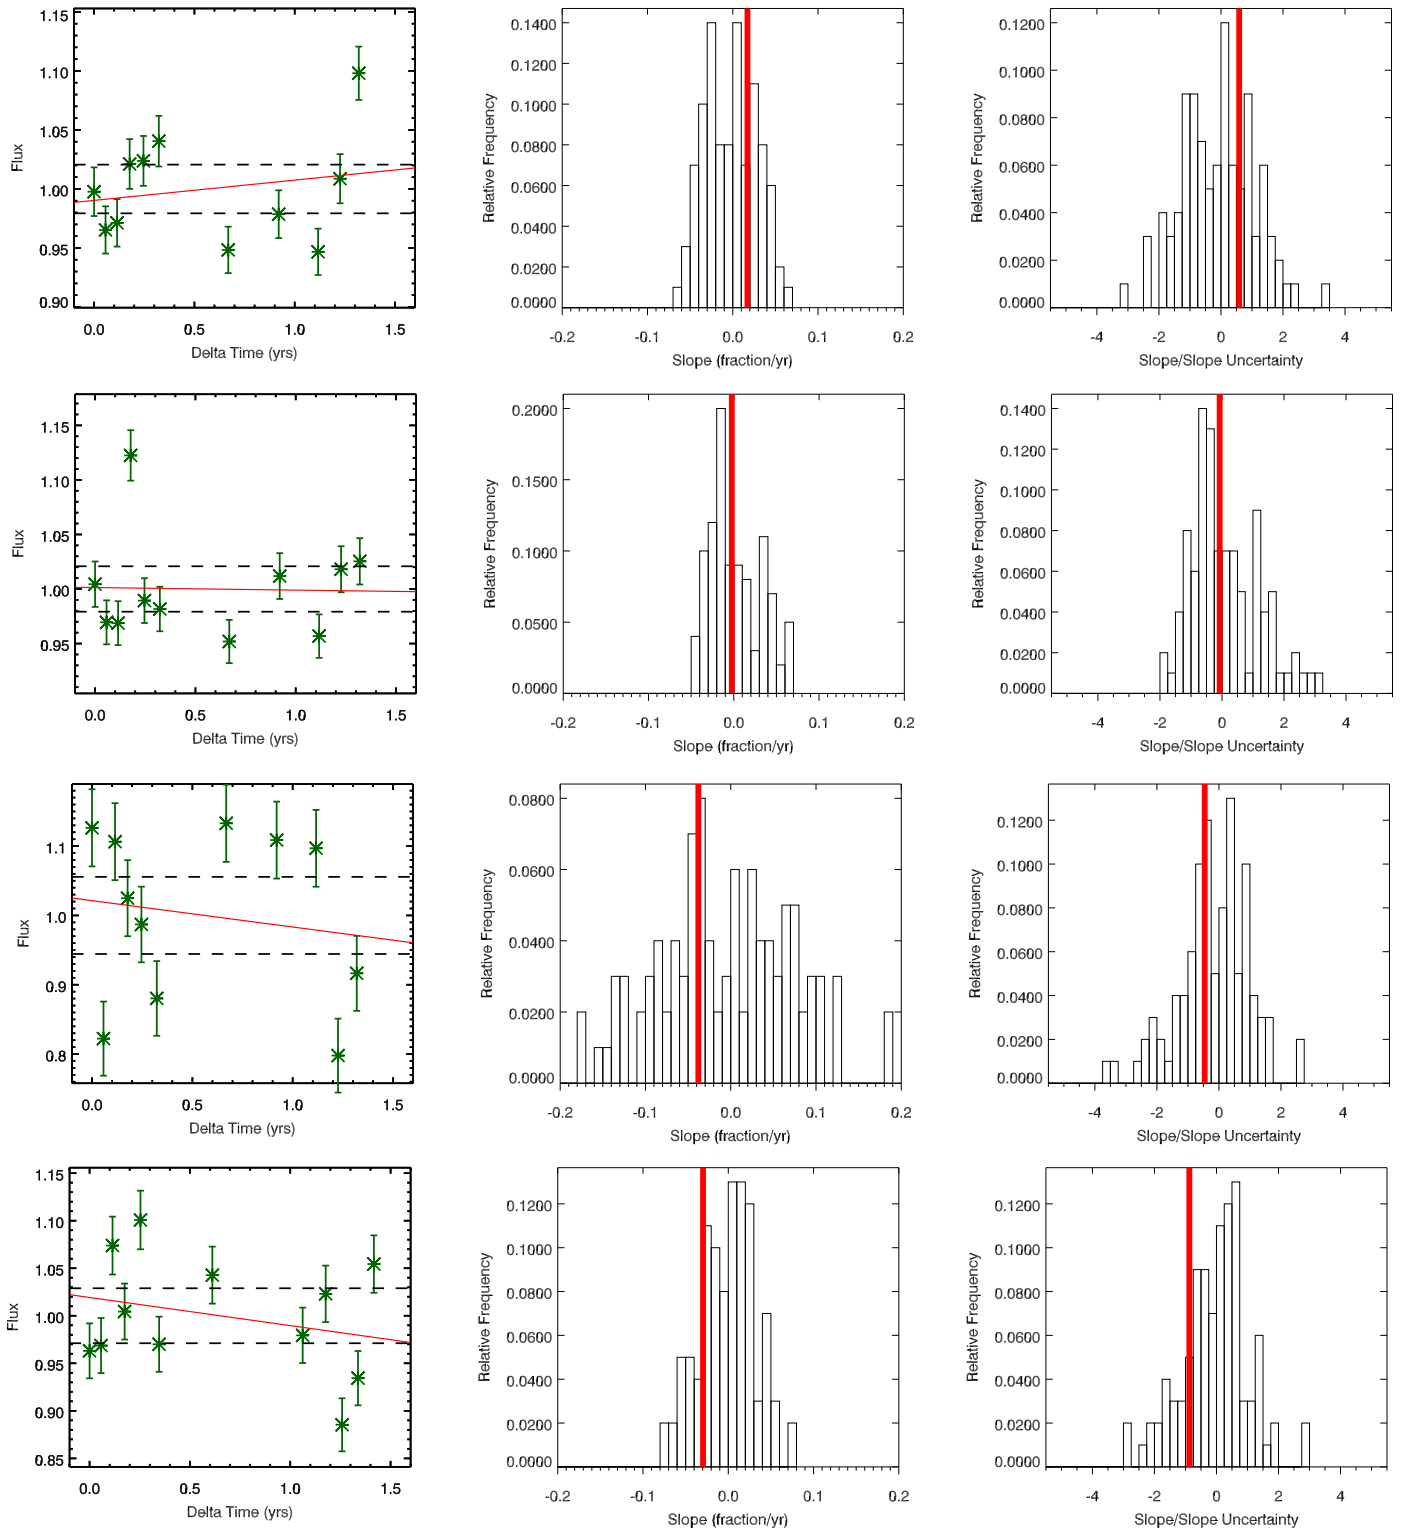 1.15
1.10
1.05
1.00
0.95
0.90
Flux
0.0 0.5 1.0 1.5
Delta Time (yrs)
0.1400
0.1200
0.1000
0.0800
0.0600
0.0400
0.0200
0.0000
Relative Frequency
-0.2 -0.1 0.0 0.1 0.2
Slope (fraction/yr)
0.1200
0.1000
0.0800
0.0600
0.0400
0.0200
0.0000
Relative Frequency
-4 -2 0 2 4
Slope/Slope Uncertainty
1.15
1.10
1.05
1.00
0.95
Flux
0.0 0.5 1.0 1.5
Delta Time (yrs)
0.2000
0.1500
0.1000
0.0500
0.0000
Relative Frequency
-0.2 -0.1 0.0 0.1 0.2
Slope (fraction/yr)
0.1400
0.1200
0.1000
0.0800
0.0600
0.0400
0.0200
0.0000
Relative Frequency
-4 -2 0 2 4
Slope/Slope Uncertainty
1.1
1.0
0.9
0.8
Flux
0.0 0.5 1.0 1.5
Delta Time (yrs)
0.0800
0.0600
0.0400
0.0200
0.0000
Relative Frequency
-0.2 -0.1 0.0 0.1 0.2
Slope (fraction/yr)
0.1200
0.1000
0.0800
0.0600
0.0400
0.0200
0.0000
Relative Frequency
-4 -2 0 2 4
Slope/Slope Uncertainty
1.15
1.10
1.05
1.00
0.95
0.90
0.85
Flux
0.0 0.5 1.0 1.5
Delta Time (yrs)
0.1200
0.1000
0.0800
0.0600
0.0400
0.0200
0.0000
Relative Frequency
-0.2 -0.1 0.0 0.1 0.2
Slope (fraction/yr)
0.1200
0.1000
0.0800
0.0600
0.0400
0.0200
0.0000
Relative Frequency
-4 -2 0 2 4
Slope/Slope Uncertainty